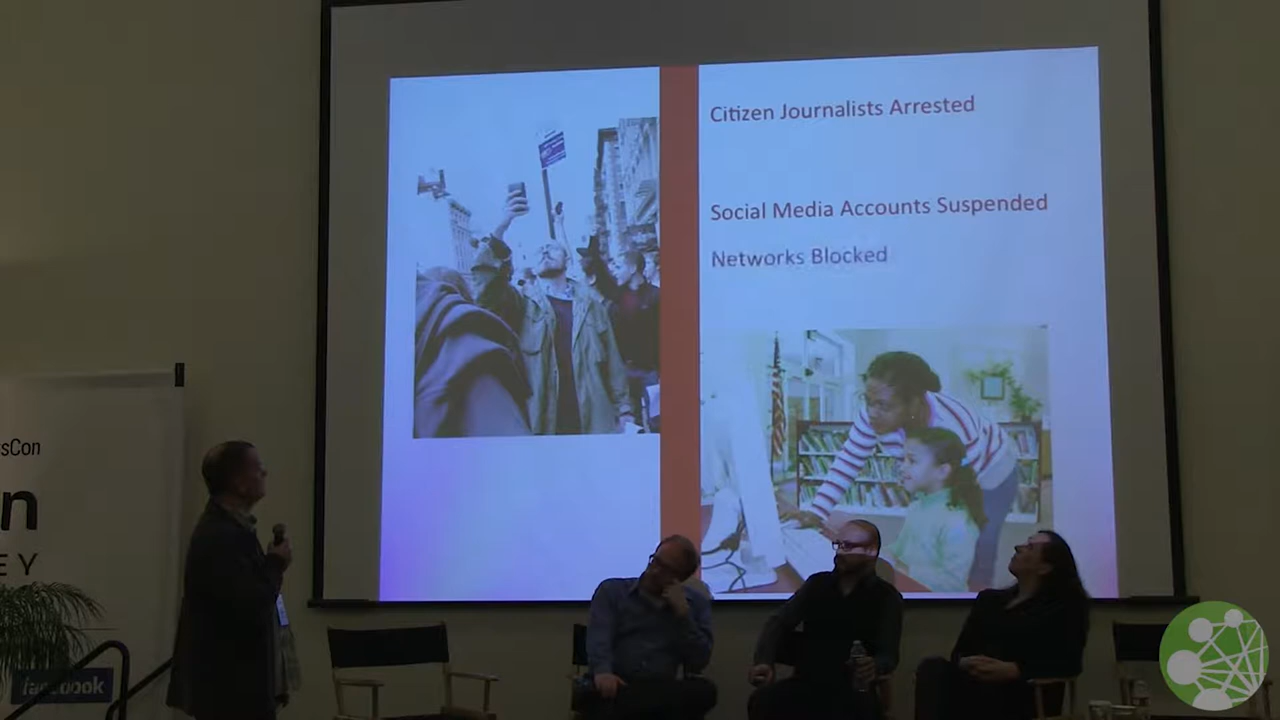 Citizen Journalists Arrested
Social Media Accounts Suspended
Networks Blocked
sCon
n
EY
facebook